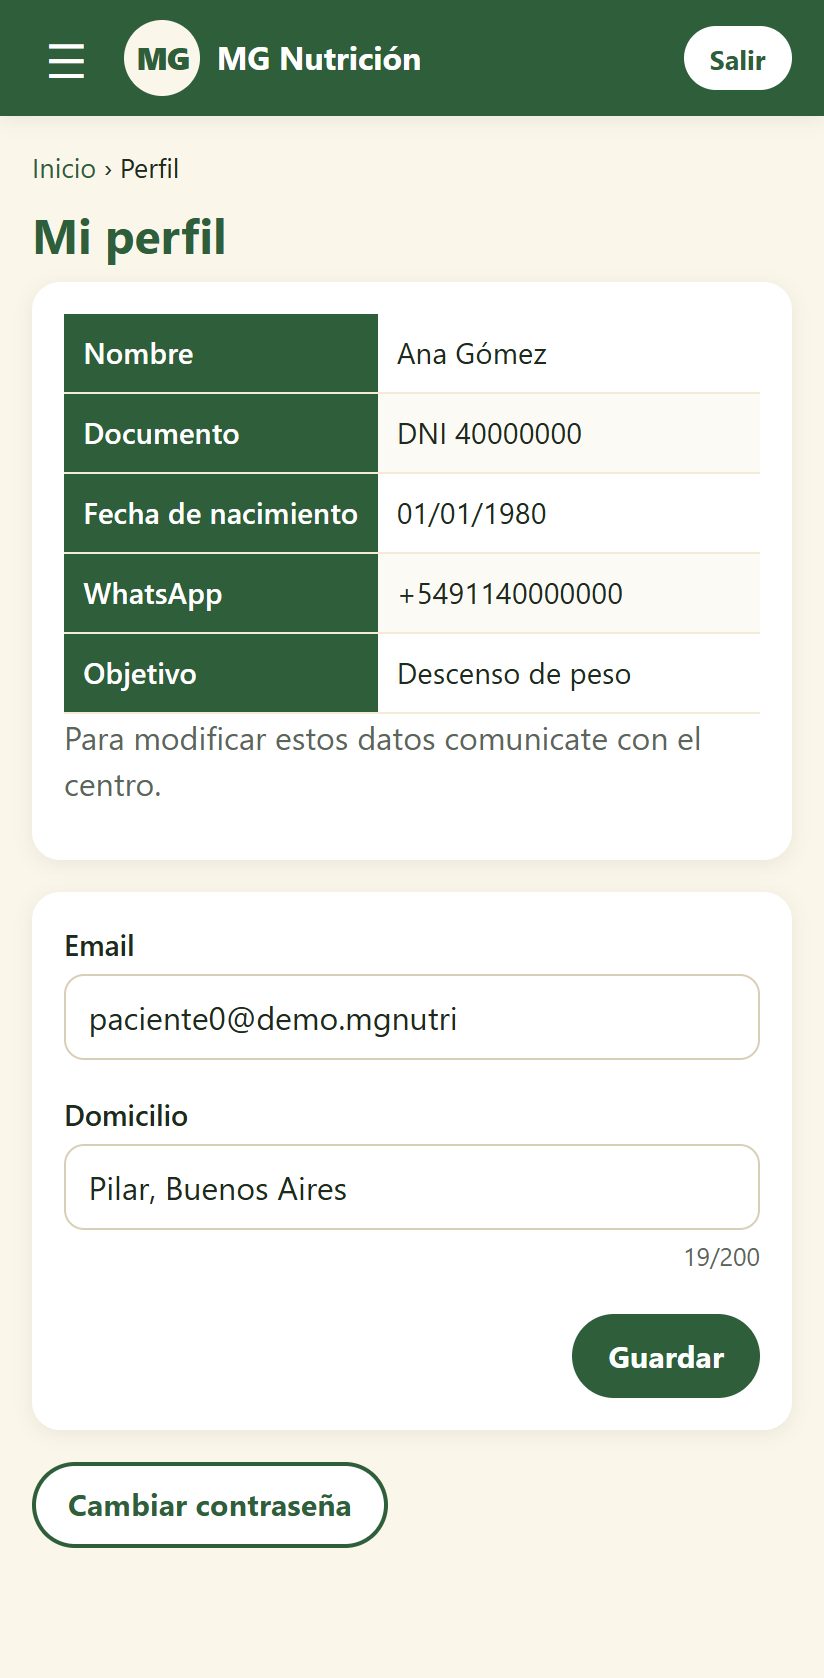 MG MG Nutrición Salir
Inicio › Perfil
Mi perfil
Nombre Ana Gómez
Documento DNI 40000000
Fecha de nacimiento 01/01/1980
WhatsApp +5491140000000
Objetivo Descenso de peso
Para modificar estos datos comunicate con el
centro.
Email
paciente0@demo.mgnutri
Domicilio
Pilar, Buenos Aires
19/200
Guardar
Cambiar contraseña